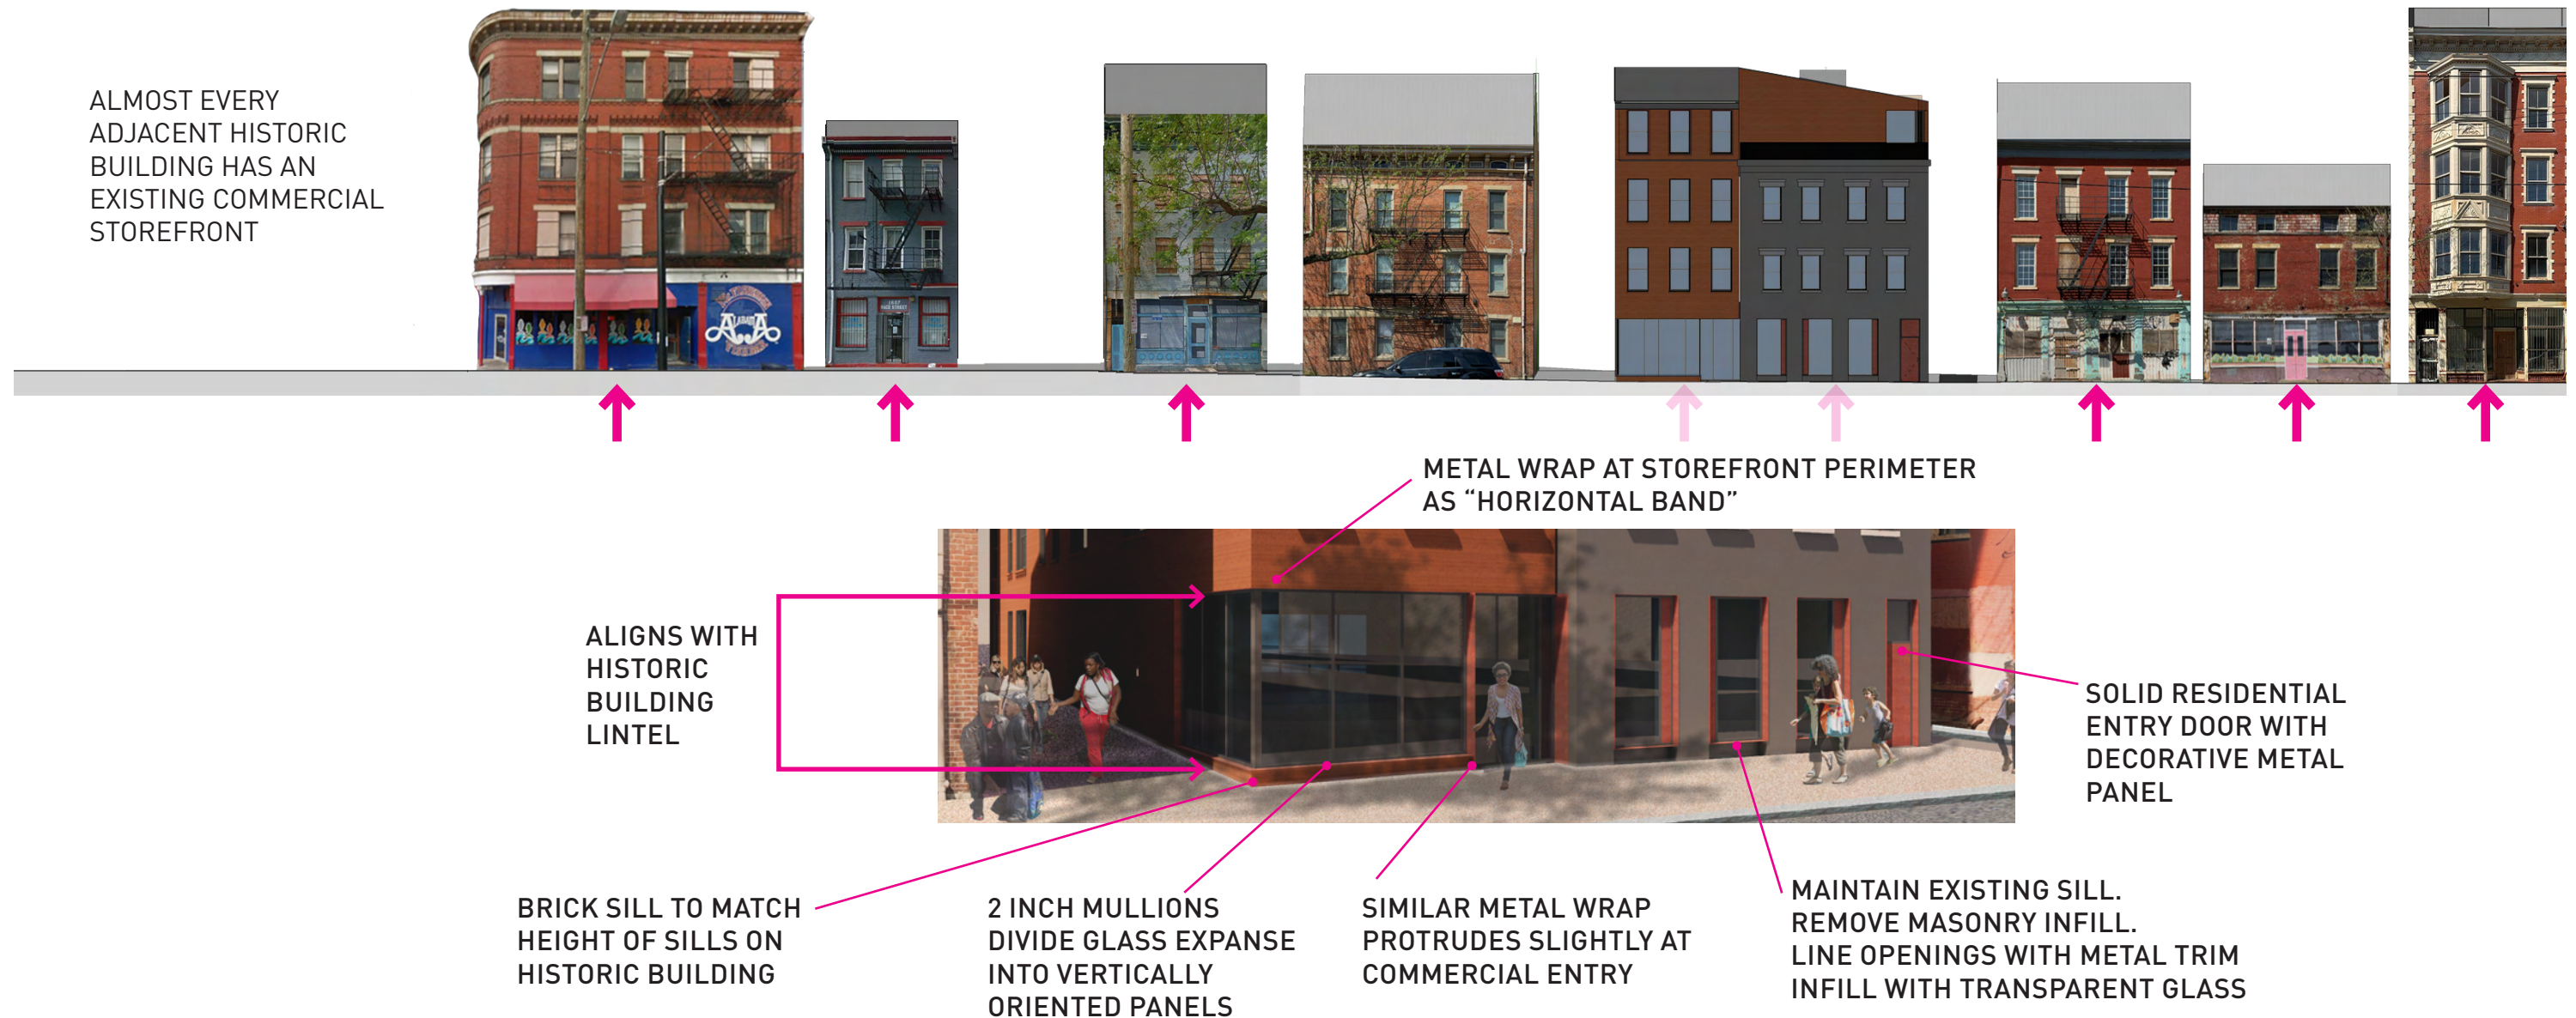 ALMOST EVERY
ADJACENT HISTORIC
BUILDING HAS AN
EXISTING COMMERCIAL
STOREFRONT
ALABAMA
METAL WRAP AT STOREFRONT PERIMETER
AS “HORIZONTAL BAND”
ALIGNS WITH
HISTORIC
BUILDING
LINTEL
SOLID RESIDENTIAL
ENTRY DOOR WITH
DECORATIVE METAL
PANEL
BRICK SILL TO MATCH
HEIGHT OF SILLS ON
HISTORIC BUILDING
2 INCH MULLIONS
DIVIDE GLASS EXPANSE
INTO VERTICALLY
ORIENTED PANELS
SIMILAR METAL WRAP
PROTRUDES SLIGHTLY AT
COMMERCIAL ENTRY
MAINTAIN EXISTING SILL.
REMOVE MASONRY INFILL.
LINE OPENINGS WITH METAL TRIM
INFILL WITH TRANSPARENT GLASS